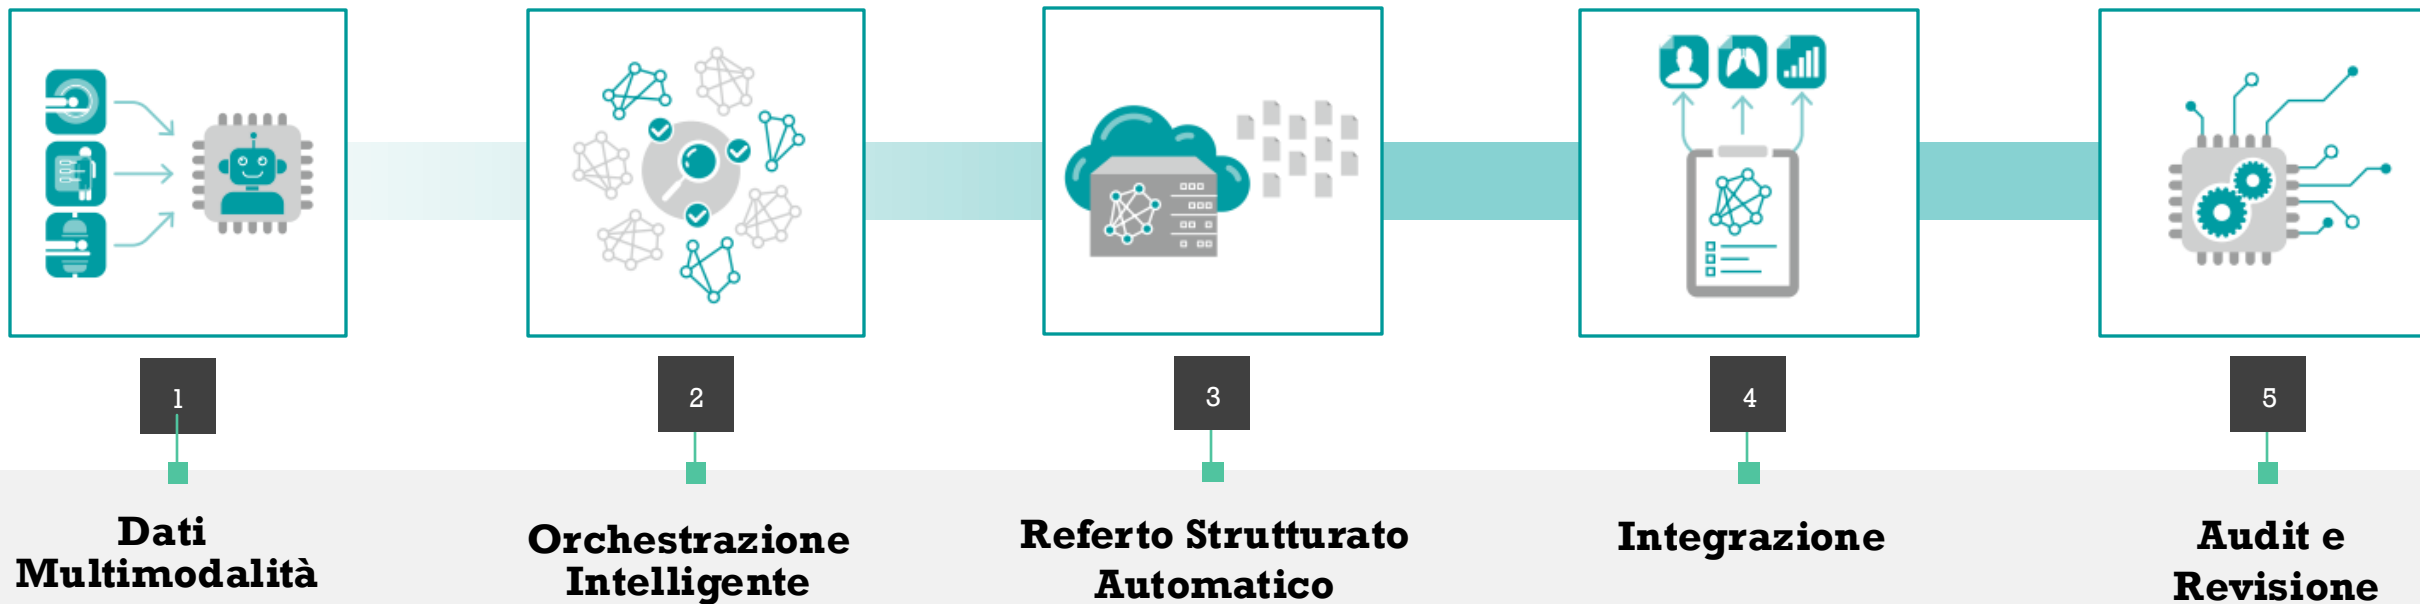 1
2
3
4
5
Dati
Multimodalità
Orchestrazione
Intelligente
Referto Strutturato
Automatico
Integrazione
Audit e
Revisione